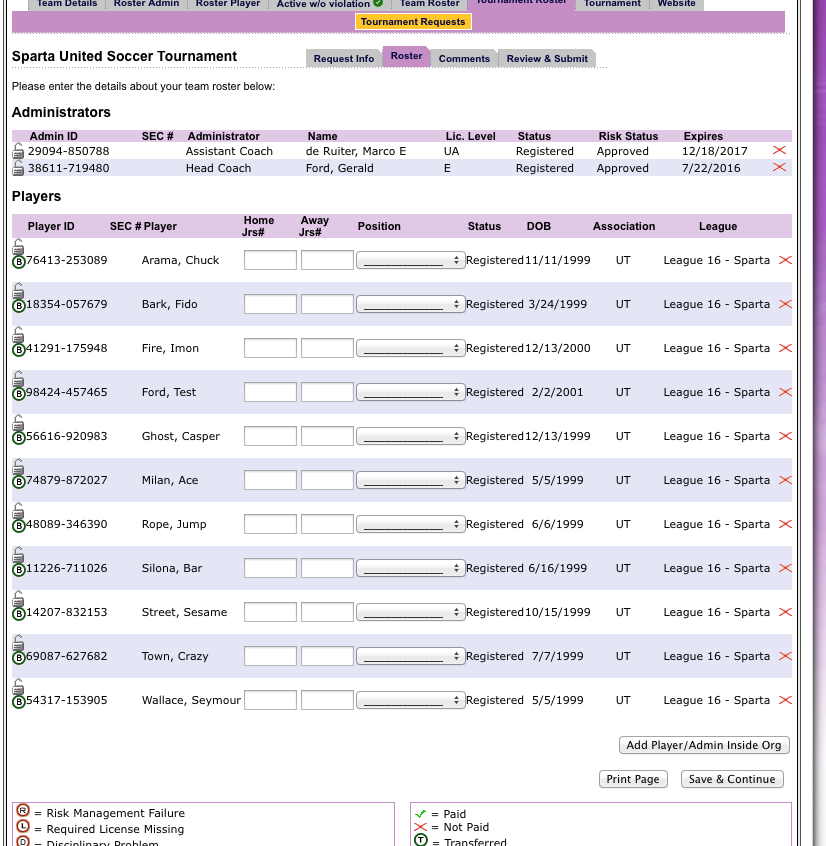 Team Details Roster Admin Roster Player Active w/o violation Team Roster Tournament Roster Tournament Website
Tournament Requests
Sparta United Soccer Tournament Request Info Roster Comments Review & Submit
Please enter the details about your team roster below:
Administrators
Admin ID SEC # Administrator Name Lic. Level Status Risk Status Expires
29094-850788 Assistant Coach de Ruiter, Marco E UA Registered Approved 12/18/2017
38611-719480 Head Coach Ford, Gerald E Registered Approved 7/22/2016
Players
Player ID SEC # Player Home Jrs# Away Jrs# Position Status DOB Association League
B 76413-253089 Arama, Chuck ______________ Registered 11/11/1999 UT League 16 - Sparta
B 18354-057679 Bark, Fido ______________ Registered 3/24/1999 UT League 16 - Sparta
B 41291-175948 Fire, Imon ______________ Registered 12/13/2000 UT League 16 - Sparta
B 98424-457465 Ford, Test ______________ Registered 2/2/2001 UT League 16 - Sparta
B 56616-920983 Ghost, Casper ______________ Registered 12/13/1999 UT League 16 - Sparta
B 74879-872027 Milan, Ace ______________ Registered 5/5/1999 UT League 16 - Sparta
B 48089-346390 Rope, Jump ______________ Registered 6/6/1999 UT League 16 - Sparta
B 11226-711026 Silona, Bar ______________ Registered 6/16/1999 UT League 16 - Sparta
B 14207-832153 Street, Sesame ______________ Registered 10/15/1999 UT League 16 - Sparta
B 69087-627682 Town, Crazy ______________ Registered 7/7/1999 UT League 16 - Sparta
B 54317-153905 Wallace, Seymour ______________ Registered 5/5/1999 UT League 16 - Sparta
Add Player/Admin Inside Org
Print Page Save & Continue
R = Risk Management Failure
L = Required License Missing
D = Disciplinary Problem
= Paid
= Not Paid
T = Transferred